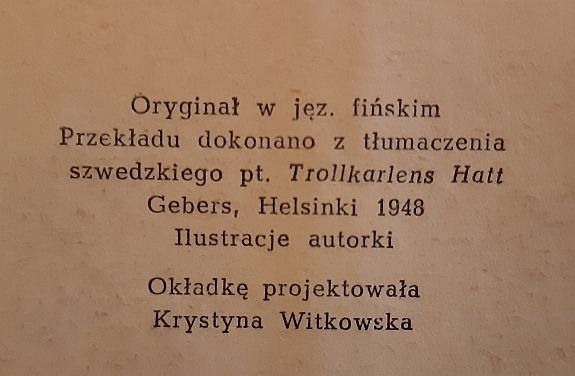 Oryginał w jęz. fińskim
Przekładu dokonano z tłumaczenia
szwedzkiego pt. Trollkarlens Hatt
Gebers, Helsinki 1948
Ilustracje autorki
Okładkę projektowała
Krystyna Witkowska